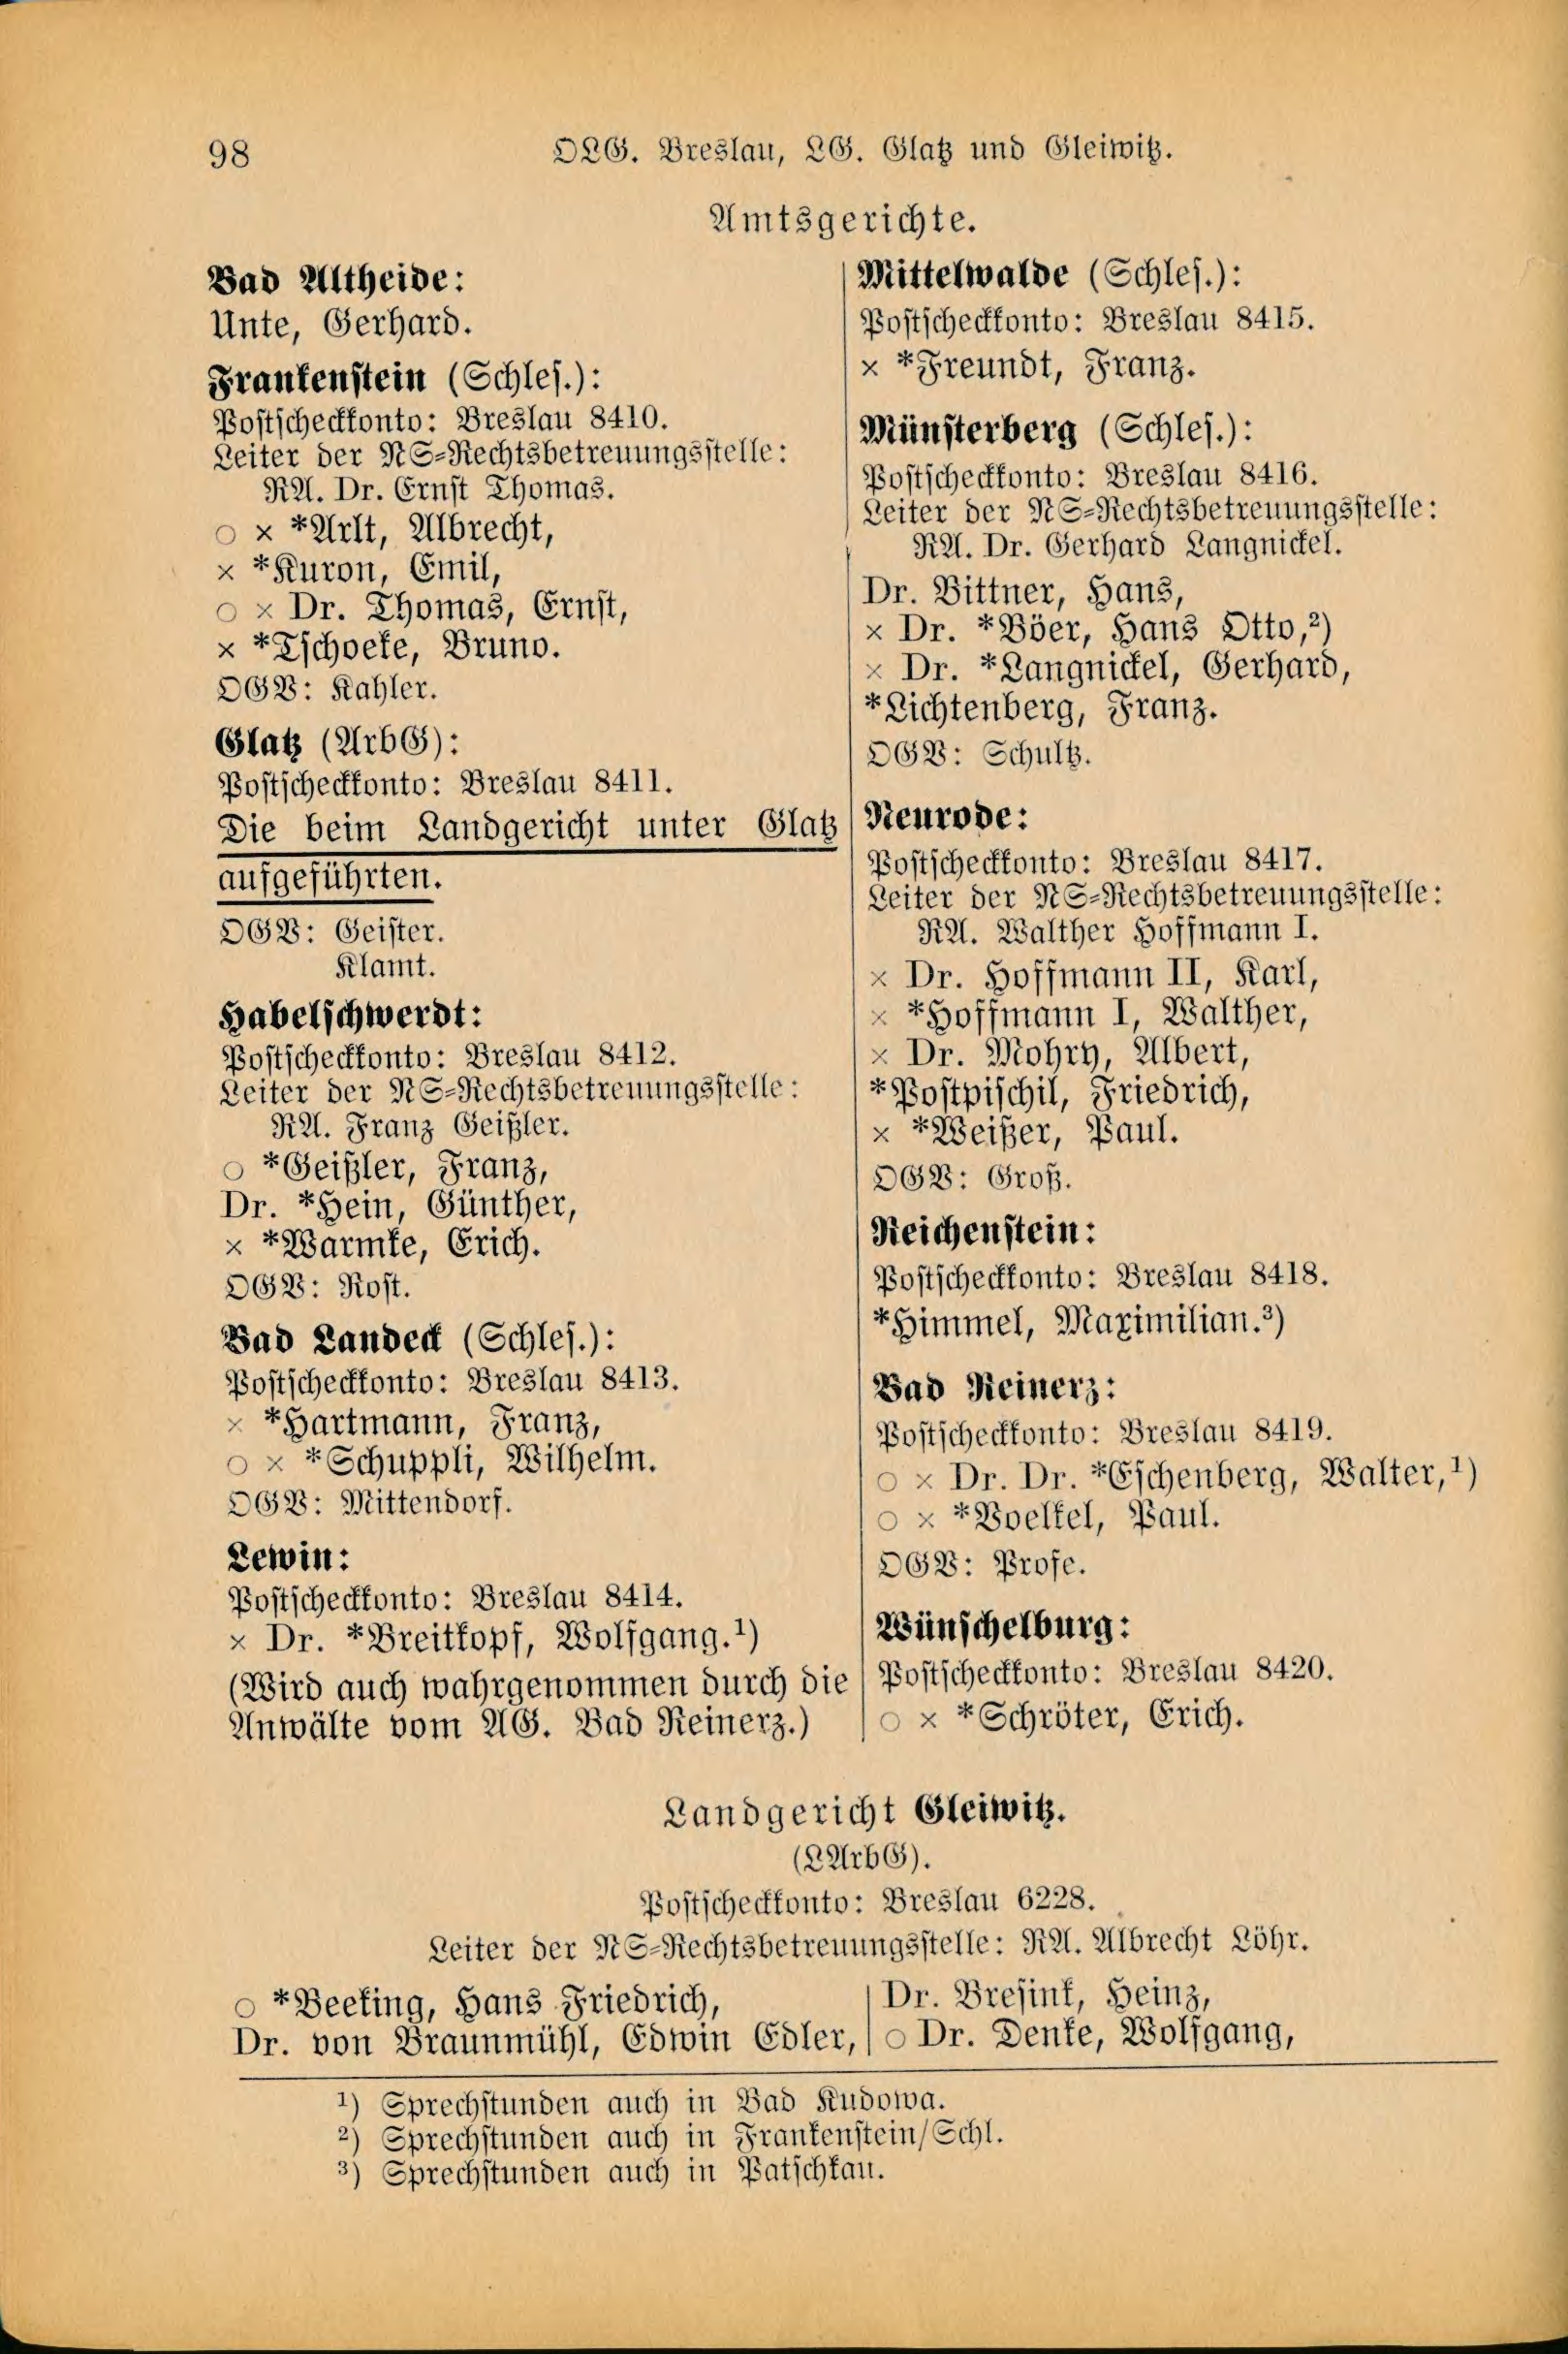 98
OLG. Breslau, LG. Glatz und Gleiwitz.
Amtsgerichte.
Bad Altheide:
Unte, Gerhard.
Frankenstein (Schles.):
Postscheckkonto: Breslau 8410.
Leiter der NS-Rechtsbetreuungsstelle:
RA. Dr. Ernst Thomas.
○ × *Arlt, Albrecht,
× *Kuron, Emil,
○ × Dr. Thomas, Ernst,
× *Tschoeke, Bruno.
OGV: Kahler.
Glatz (ArbG):
Postscheckkonto: Breslau 8411.
Die beim Landgericht unter Glatz
aufgeführten.
OGV: Geister.
Klamt.
Habelschwerdt:
Postscheckkonto: Breslau 8412.
Leiter der NS-Rechtsbetreuungsstelle:
RA. Franz Geißler.
○ *Geißler, Franz,
Dr. *Hein, Günther,
× *Warmke, Erich.
OGV: Rost.
Bad Landeck (Schles.):
Postscheckkonto: Breslau 8413.
× *Hartmann, Franz,
○ × *Schuppli, Wilhelm.
OGV: Mittendorf.
Lewin:
Postscheckkonto: Breslau 8414.
× Dr. *Breitkopf, Wolfgang.¹)
(Wird auch wahrgenommen durch die
Anwälte vom AG. Bad Reinerz.)
Mittelwalde (Schles.):
Postscheckkonto: Breslau 8415.
× *Freundt, Franz.
Münsterberg (Schles.):
Postscheckkonto: Breslau 8416.
Leiter der NS-Rechtsbetreuungsstelle:
RA. Dr. Gerhard Langnickel.
Dr. Bittner, Hans,
× Dr. *Böer, Hans Otto,²)
× Dr. *Langnickel, Gerhard,
*Lichtenberg, Franz.
OGV: Schultz.
Neurode:
Postscheckkonto: Breslau 8417.
Leiter der NS-Rechtsbetreuungsstelle:
RA. Walther Hoffmann I.
× Dr. Hoffmann II, Karl,
× *Hoffmann I, Walther,
× Dr. Mohry, Albert,
*Postpischil, Friedrich,
× *Weißer, Paul.
OGV: Groß.
Reichenstein:
Postscheckkonto: Breslau 8418.
*Himmel, Maximilian.³)
Bad Reinerz:
Postscheckkonto: Breslau 8419.
○ × Dr. Dr. *Eschenberg, Walter,¹)
○ × *Voelkel, Paul.
OGV: Profe.
Wünschelburg:
Postscheckkonto: Breslau 8420.
○ × *Schröter, Erich.
Landgericht Gleiwitz.
(LArbG).
Postscheckkonto: Breslau 6228.
Leiter der NS-Rechtsbetreuungsstelle: RA. Albrecht Löhr.
○ *Beeking, Hans Friedrich,
Dr. von Braunmühl, Edwin Edler,
Dr. Bresink, Heinz,
○ Dr. Denke, Wolfgang,
¹) Sprechstunden auch in Bad Kudowa.
²) Sprechstunden auch in Frankenstein/Schl.
³) Sprechstunden auch in Patschkau.